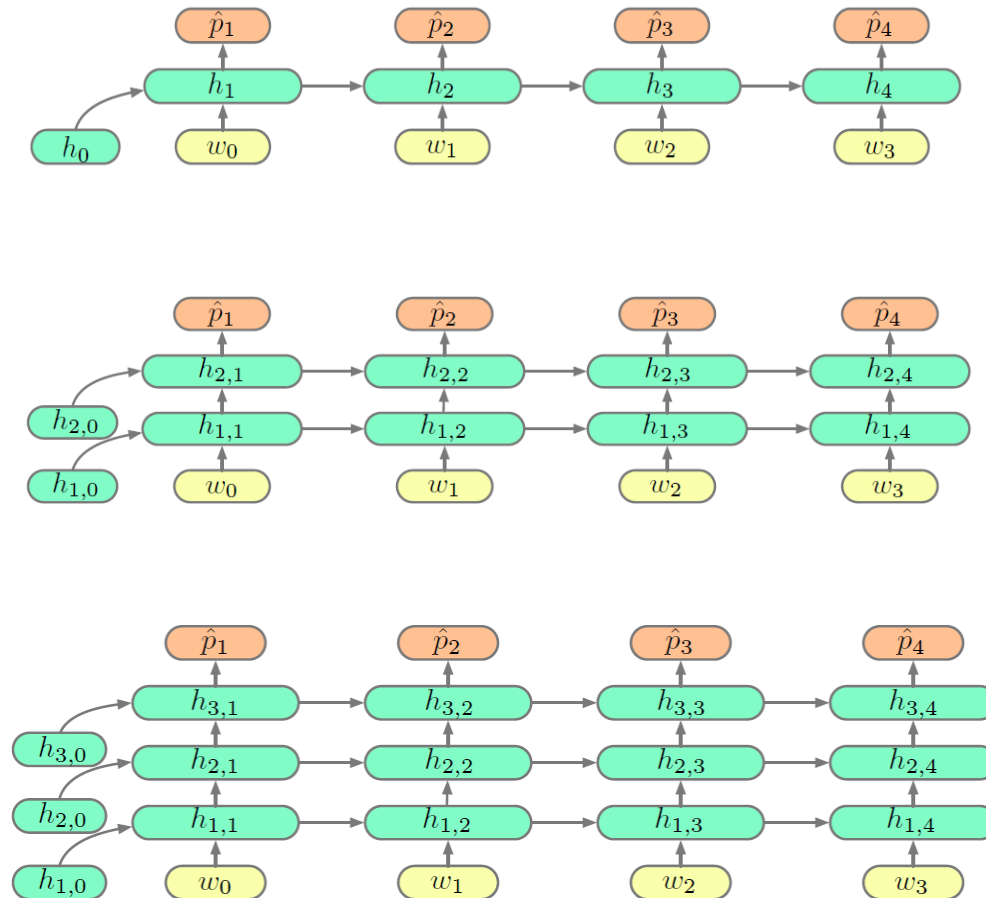 p̂₁ p̂₂ p̂₃ p̂₄
h₁ h₂ h₃ h₄
h₀ w₀ w₁ w₂ w₃
p̂₁ p̂₂ p̂₃ p̂₄
h₂,₁ h₂,₂ h₂,₃ h₂,₄
h₂,₀ h₁,₁ h₁,₂ h₁,₃ h₁,₄
h₁,₀ w₀ w₁ w₂ w₃
p̂₁ p̂₂ p̂₃ p̂₄
h₃,₁ h₃,₂ h₃,₃ h₃,₄
h₃,₀ h₂,₁ h₂,₂ h₂,₃ h₂,₄
h₂,₀ h₁,₁ h₁,₂ h₁,₃ h₁,₄
h₁,₀ w₀ w₁ w₂ w₃